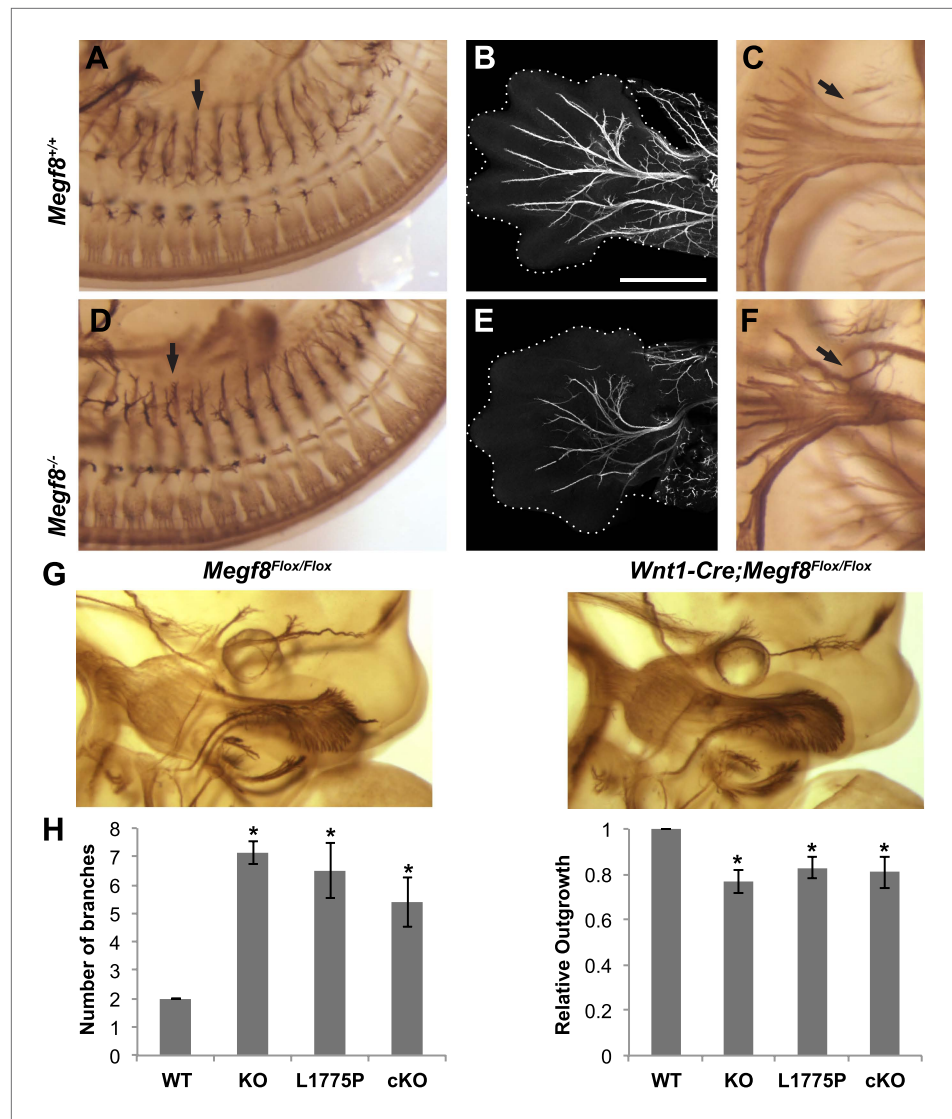 A
B
C
Megf8+/+
D
E
F
Megf8-/-
G
Megf8Flox/Flox
Wnt1-Cre;Megf8Flox/Flox
H
Number of branches
8
7
6
5
4
3
2
1
0
*
*
*
WT KO L1775P cKO
Relative Outgrowth
1
0.8
0.6
0.4
0.2
0
*
*
*
WT KO L1775P cKO